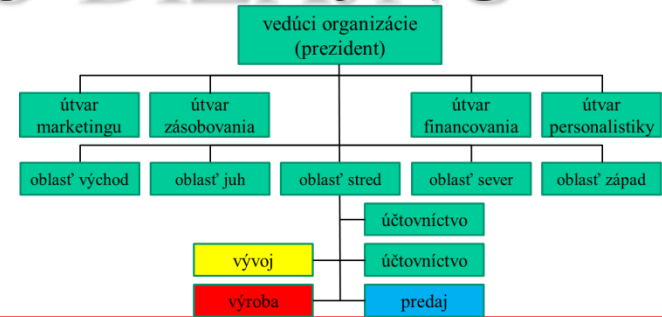 vedúci organizácie
(prezident)
útvar
marketingu
útvar
zásobovania
útvar
financovania
útvar
personalistiky
oblasť východ
oblasť juh
oblasť stred
oblasť sever
oblasť západ
účtovníctvo
vývoj
účtovníctvo
výroba
predaj